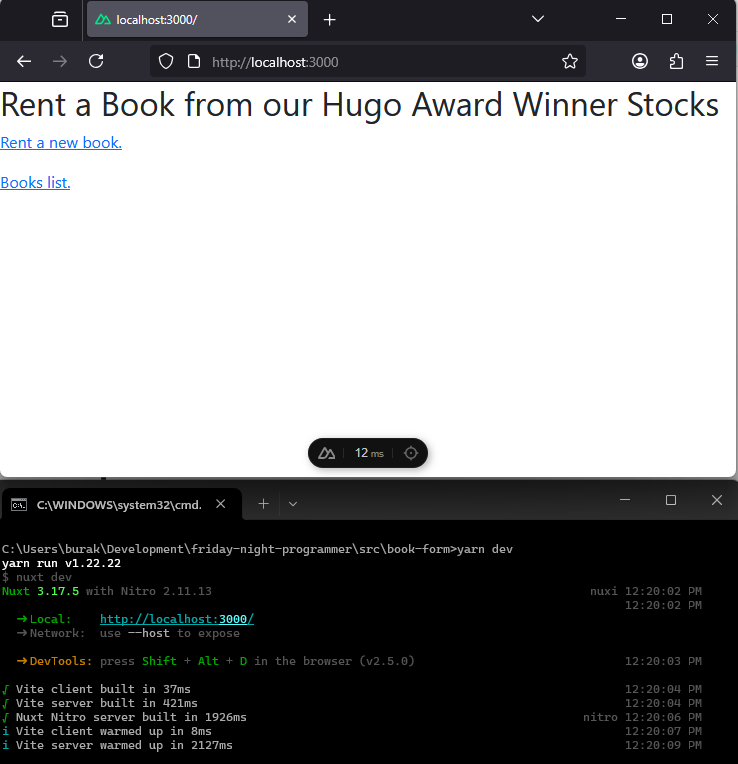 localhost:3000/
http://localhost:3000
Rent a Book from our Hugo Award Winner Stocks
Rent a new book.
Books list.
12 ms
C:\WINDOWS\system32\cmd.
C:\Users\burak\Development\friday-night-programmer\src\book-form>yarn dev
yarn run v1.22.22
$ nuxt dev
Nuxt 3.17.5 with Nitro 2.11.13 nuxi 12:20:02 PM
12:20:02 PM
➜ Local: http://localhost:3000/
➜ Network: use --host to expose
➜ DevTools: press Shift + Alt + D in the browser (v2.5.0) 12:20:03 PM
√ Vite client built in 37ms 12:20:04 PM
√ Vite server built in 421ms 12:20:04 PM
√ Nuxt Nitro server built in 1926ms nitro 12:20:06 PM
i Vite client warmed up in 8ms 12:20:07 PM
i Vite server warmed up in 2127ms 12:20:09 PM